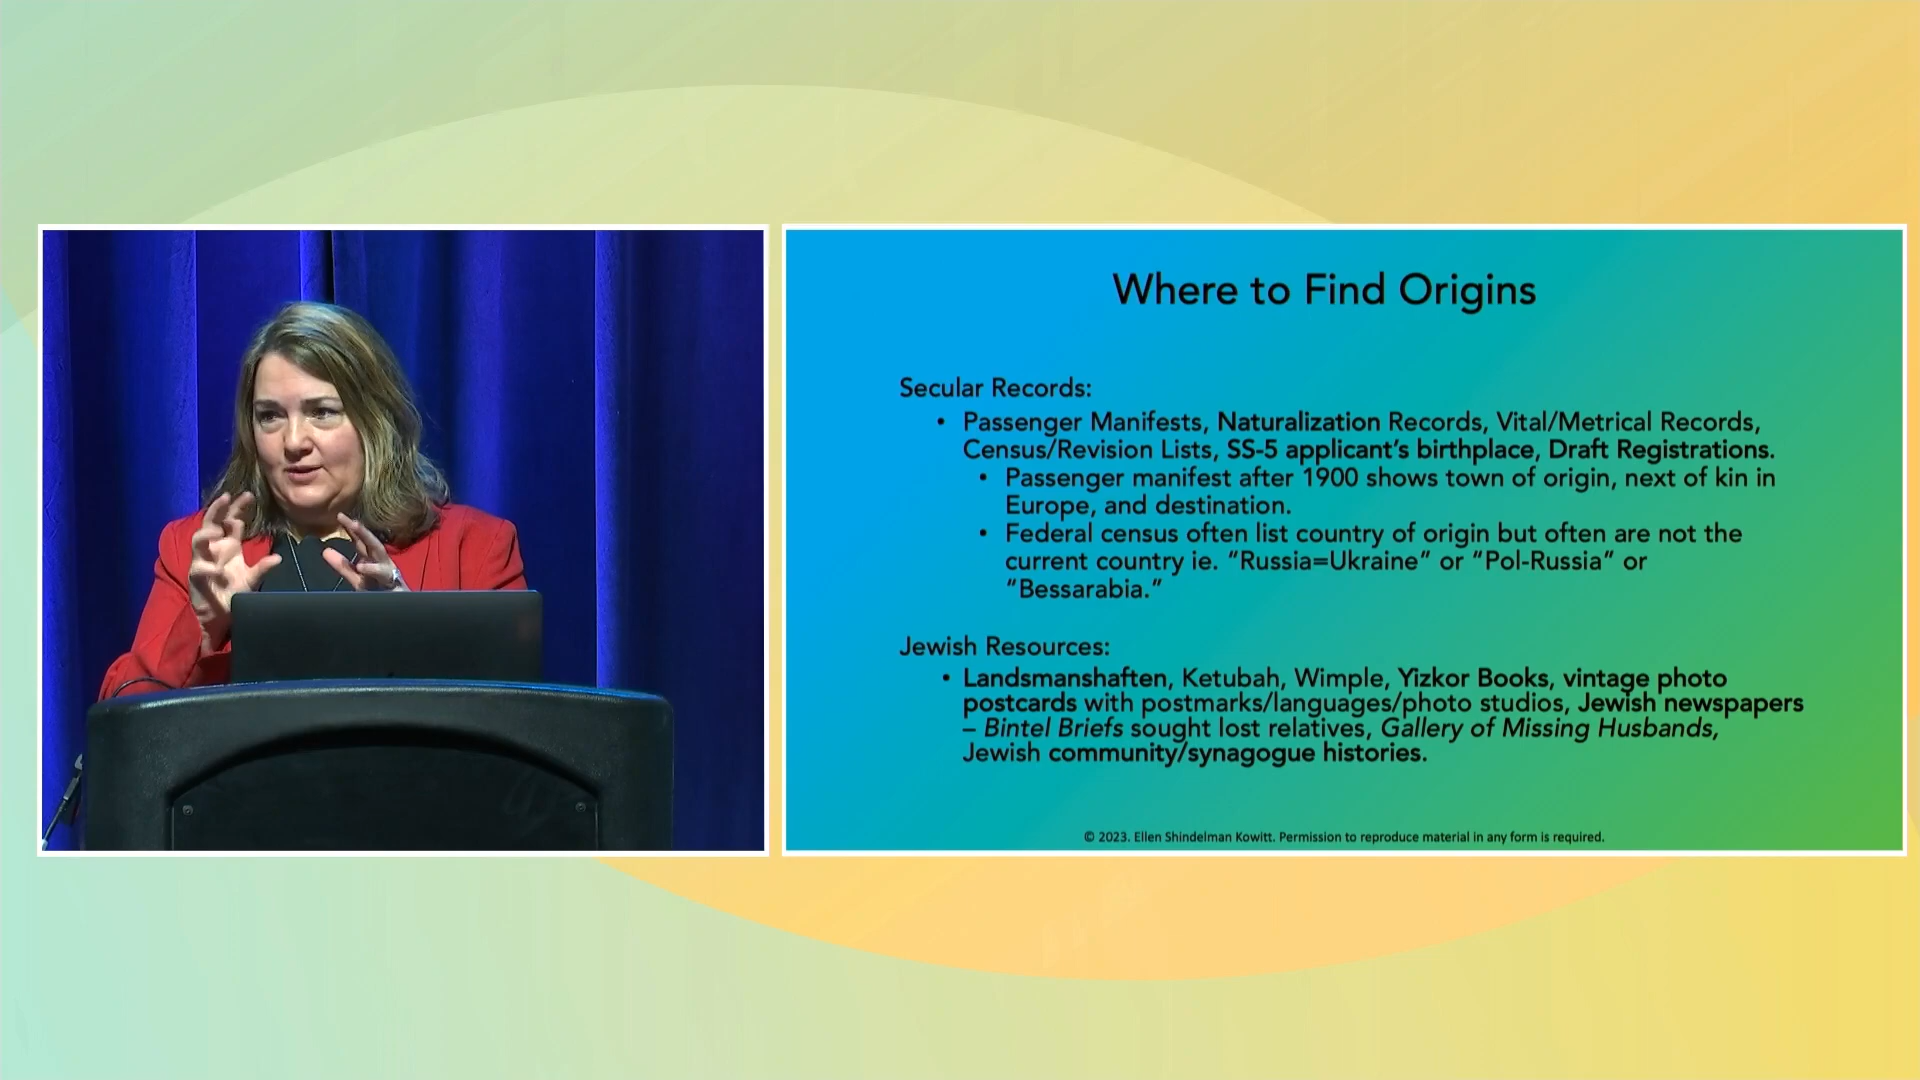 Where to Find Origins
Secular Records:
• Passenger Manifests, Naturalization Records, Vital/Metrical Records,
Census/Revision Lists, SS-5 applicant’s birthplace, Draft Registrations.
• Passenger manifest after 1900 shows town of origin, next of kin in
Europe, and destination.
• Federal census often list country of origin but often are not the
current country ie. “Russia=Ukraine” or “Pol-Russia” or
“Bessarabia.”
Jewish Resources:
• Landsmanshaften, Ketubah, Wimple, Yizkor Books, vintage photo
postcards with postmarks/languages/photo studios, Jewish newspapers
– Bintel Briefs sought lost relatives, Gallery of Missing Husbands,
Jewish community/synagogue histories.
© 2023. Ellen Shindelman Kowitt. Permission to reproduce material in any form is required.